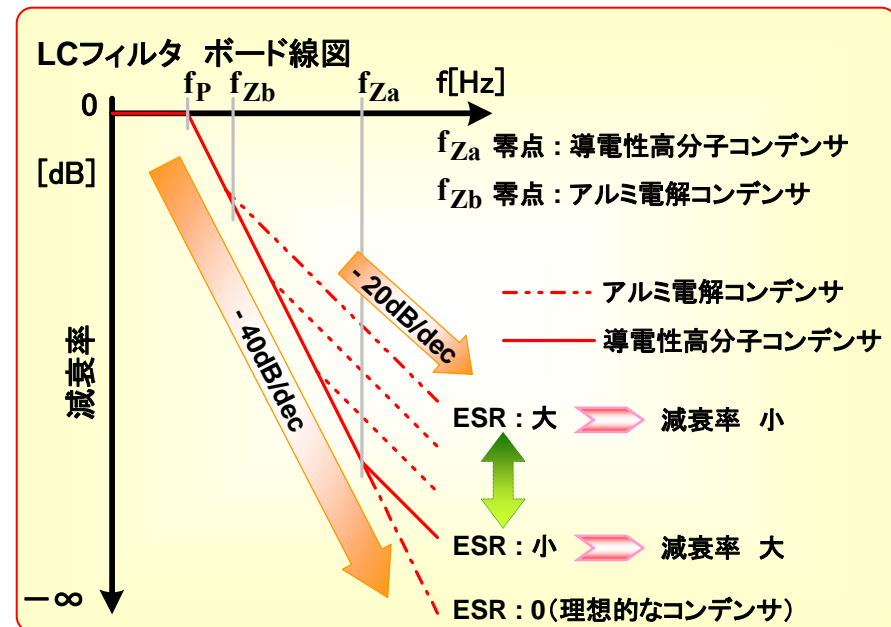 LCフィルタ ボード線図
fP fZb fZa f[Hz]
0
[dB]
fZa 零点：導電性高分子コンデンサ
fZb 零点：アルミ電解コンデンサ
アルミ電解コンデンサ
導電性高分子コンデンサ
- 20dB/dec
- 40dB/dec
減衰率
ESR：大 減衰率 小
ESR：小 減衰率 大
ESR：0（理想的なコンデンサ）
－∞